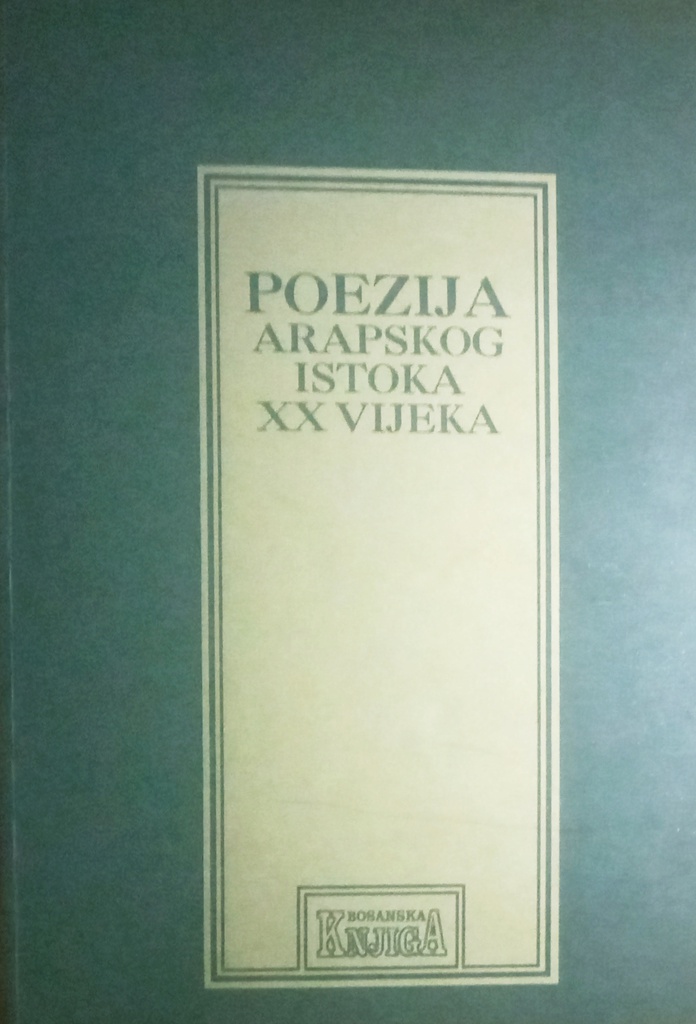 POEZIJA
ARAPSKOG
ISTOKA
XX VIJEKA
BOSANSKA
KNJIGA